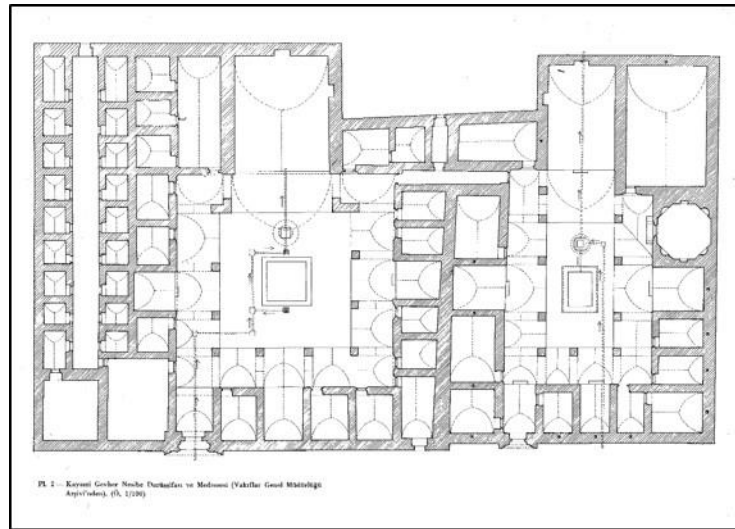 Pl. 2 — Kayseri Gevher Nesibe Darüşşifası ve Medresesi (Vakıflar Genel Müdürlüğü
Arşivi'nden). (Ö. 1/100)